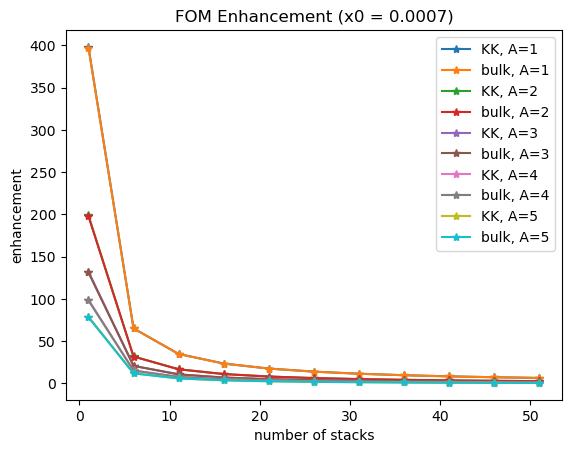 FOM Enhancement (x0 = 0.0007)
enhancement
400
350
300
250
200
150
100
50
0
KK, A=1
bulk, A=1
KK, A=2
bulk, A=2
KK, A=3
bulk, A=3
KK, A=4
bulk, A=4
KK, A=5
bulk, A=5
0 10 20 30 40 50
number of stacks